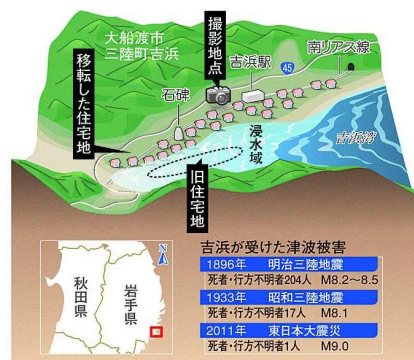 大船渡市
三陸町吉浜
撮影地点
吉浜駅
45
南リアス線
移転した住宅地
石碑
浸水域
吉浜湾
旧住宅地
N
秋田県
岩手県
吉浜が受けた津波被害
1896年 明治三陸地震
死者・行方不明者204人 M8.2〜8.5
1933年 昭和三陸地震
死者・行方不明者17人 M8.1
2011年 東日本大震災
死者・行方不明者1人 M9.0